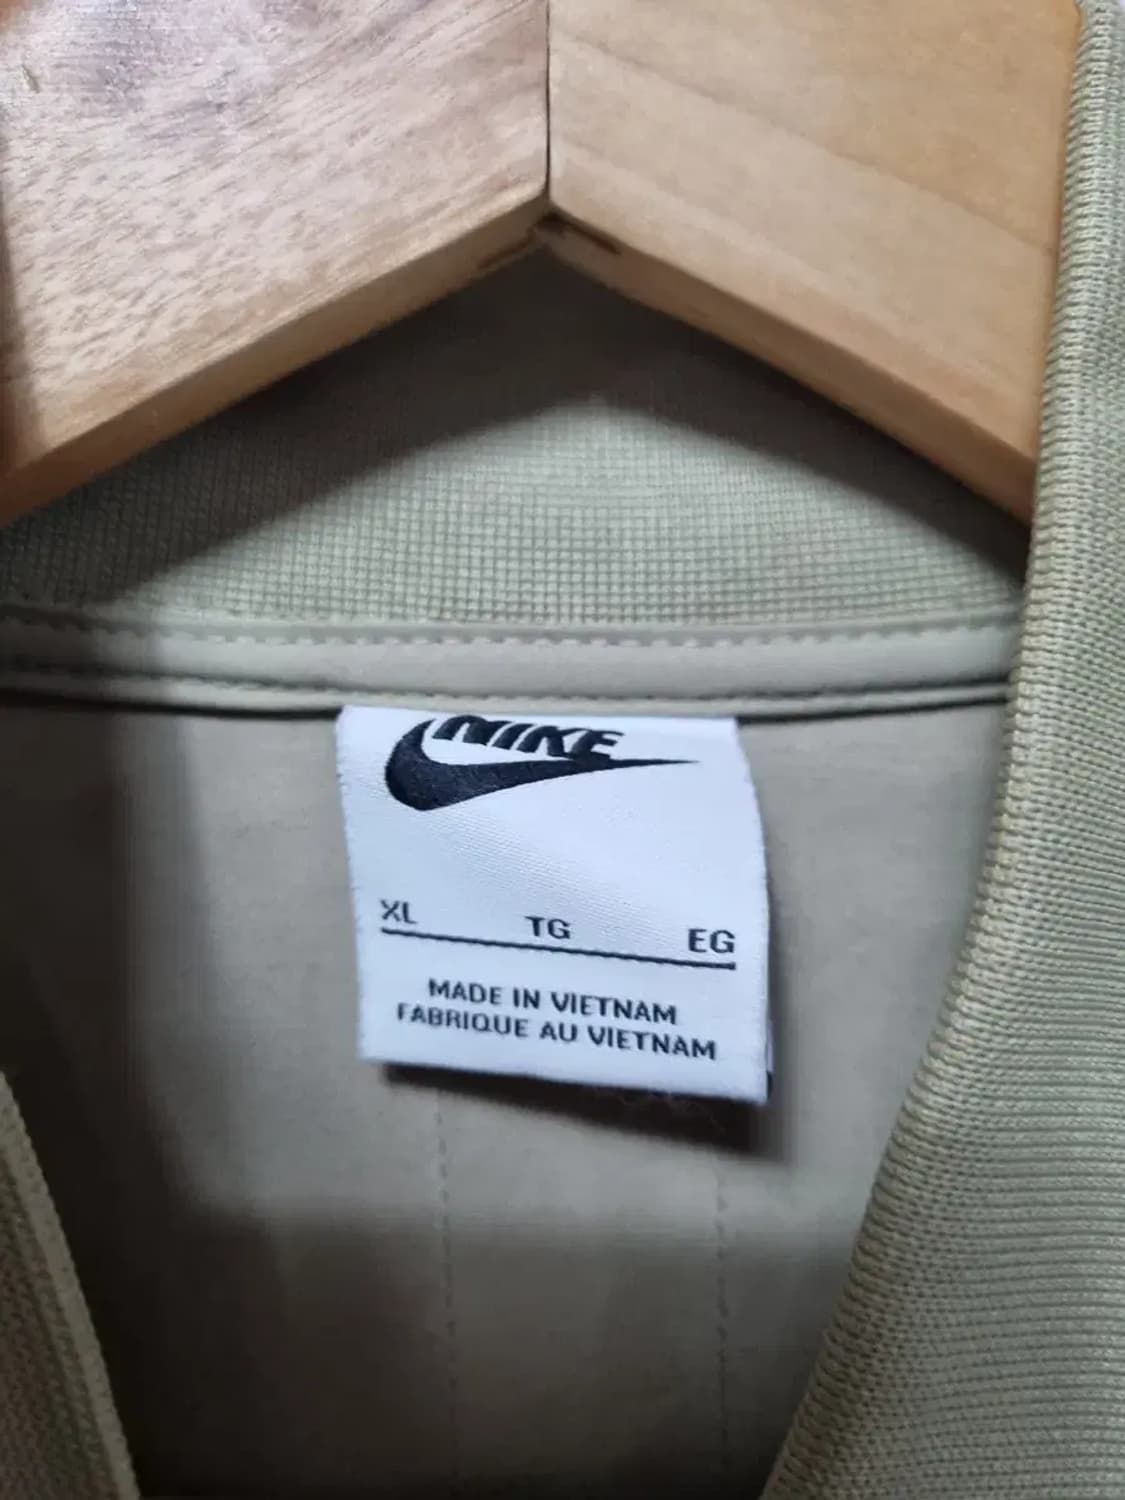 NIKE
XL TG EG
MADE IN VIETNAM
FABRIQUE AU VIETNAM